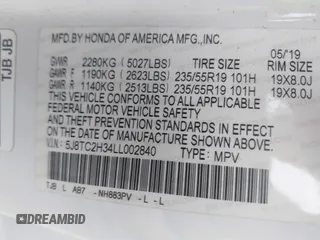 TJB JB
MFD.BY HONDA OF AMERICA MFG.,INC. 05/19
GVWR 2280KG (5027LBS) TIRE SIZE RIM SIZE
GAWR F 1190KG (2623LBS) 235/55R19 101H 19X8.0J
GAWR R 1140KG (2513LBS) 235/55R19 101H 19X8.0J
THIS VEHICLE CONFORMS TO ALL APPLICABLE
FEDERAL MOTOR VEHICLE SAFETY AND THEFT
PREVENTION STANDARDS IN EFFECT ON THE DATE OF
MANUFACTURE SHOWN ABOVE.
5J8TC2H34LL002840 TYPE: MPV
TJB L AB7 -NH883PV -L -L
DREAMBID
DREAMBID